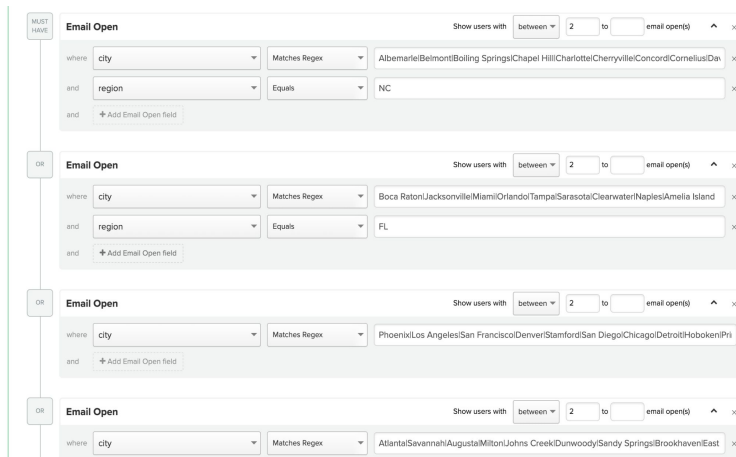 MUST HAVE
Email Open Show users with between 2 to email open(s)
where city Matches Regex Albemarle|Belmont|Boiling Springs|Chapel Hill|Charlotte|Cherryville|Concord|Cornelius|Dav
and region Equals NC
and + Add Email Open field
OR
Email Open Show users with between 2 to email open(s)
where city Matches Regex Boca Raton|Jacksonville|Miami|Orlando|Tampa|Sarasota|Clearwater|Naples|Amelia Island
and region Equals FL
and + Add Email Open field
OR
Email Open Show users with between 2 to email open(s)
where city Matches Regex Phoenix|Los Angeles|San Francisco|Denver|Stamford|San Diego|Chicago|Detroit|Hoboken|Pri
and + Add Email Open field
OR
Email Open Show users with between 2 to email open(s)
where city Matches Regex Atlanta|Savannah|Augusta|Milton|Johns Creek|Dunwoody|Sandy Springs|Brookhaven|East